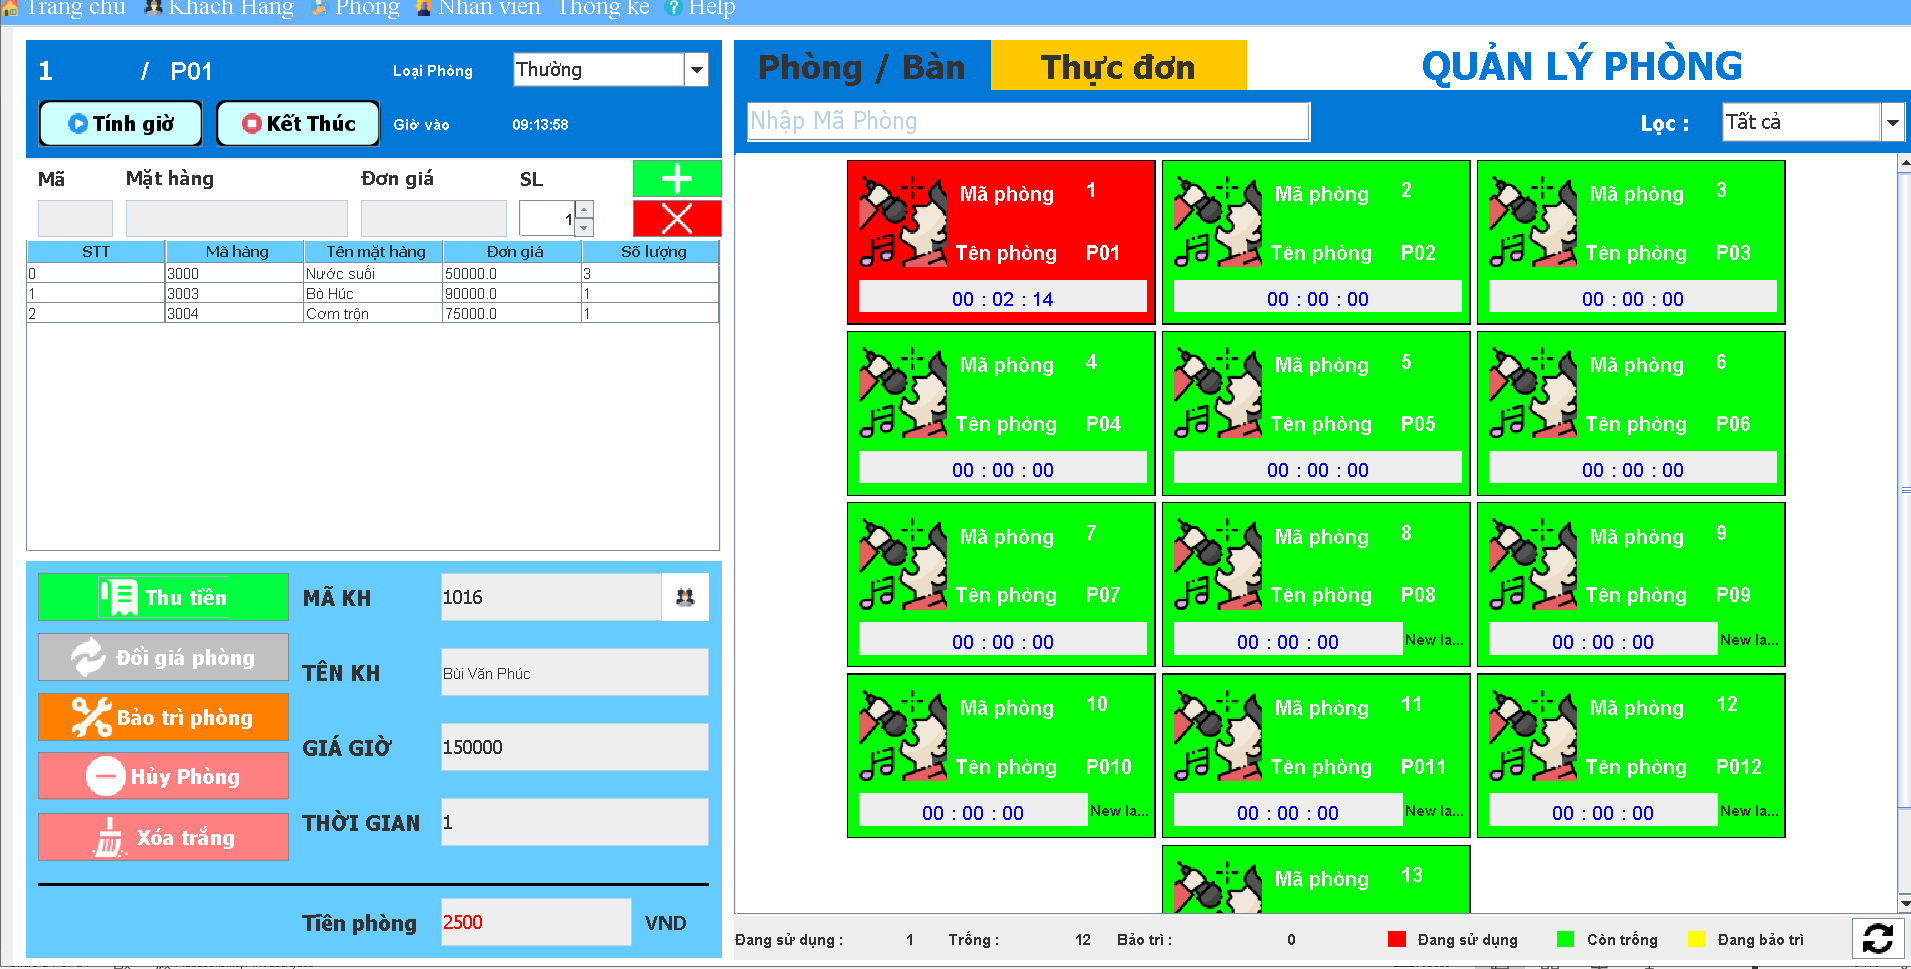 Trang chủ Khách Hàng Phòng Nhân viên Thống kê Help
1 / P01 Loại Phòng Thường
Tính giờ Kết Thúc Giờ vào 09:13:58
Mã Mặt hàng Đơn giá SL
1
STT Mã hàng Tên mặt hàng Đơn giá Số lượng
0 3000 Nước suối 50000.0 3
1 3003 Bò Húc 90000.0 1
2 3004 Cơm trộn 75000.0 1
Thu tiền MÃ KH 1016
Đổi giá phòng TÊN KH Bùi Văn Phúc
Bảo trì phòng
GIÁ GIỜ 150000
Hủy Phòng
THỜI GIAN 1
Xóa trắng
Tiền phòng 2500 VND
Phòng / Bàn Thực đơn QUẢN LÝ PHÒNG
Nhập Mã Phòng Lọc : Tất cả
Mã phòng 1 Mã phòng 2 Mã phòng 3
Tên phòng P01 Tên phòng P02 Tên phòng P03
00 : 02 : 14 00 : 00 : 00 00 : 00 : 00
Mã phòng 4 Mã phòng 5 Mã phòng 6
Tên phòng P04 Tên phòng P05 Tên phòng P06
00 : 00 : 00 00 : 00 : 00 00 : 00 : 00
Mã phòng 7 Mã phòng 8 Mã phòng 9
Tên phòng P07 Tên phòng P08 Tên phòng P09
00 : 00 : 00 00 : 00 : 00 New la... 00 : 00 : 00 New la...
Mã phòng 10 Mã phòng 11 Mã phòng 12
Tên phòng P010 Tên phòng P011 Tên phòng P012
00 : 00 : 00 New la... 00 : 00 : 00 New la... 00 : 00 : 00 New la...
Mã phòng 13
Đang sử dụng : 1 Trống : 12 Bảo trì : 0 Đang sử dụng Còn trống Đang bảo trì